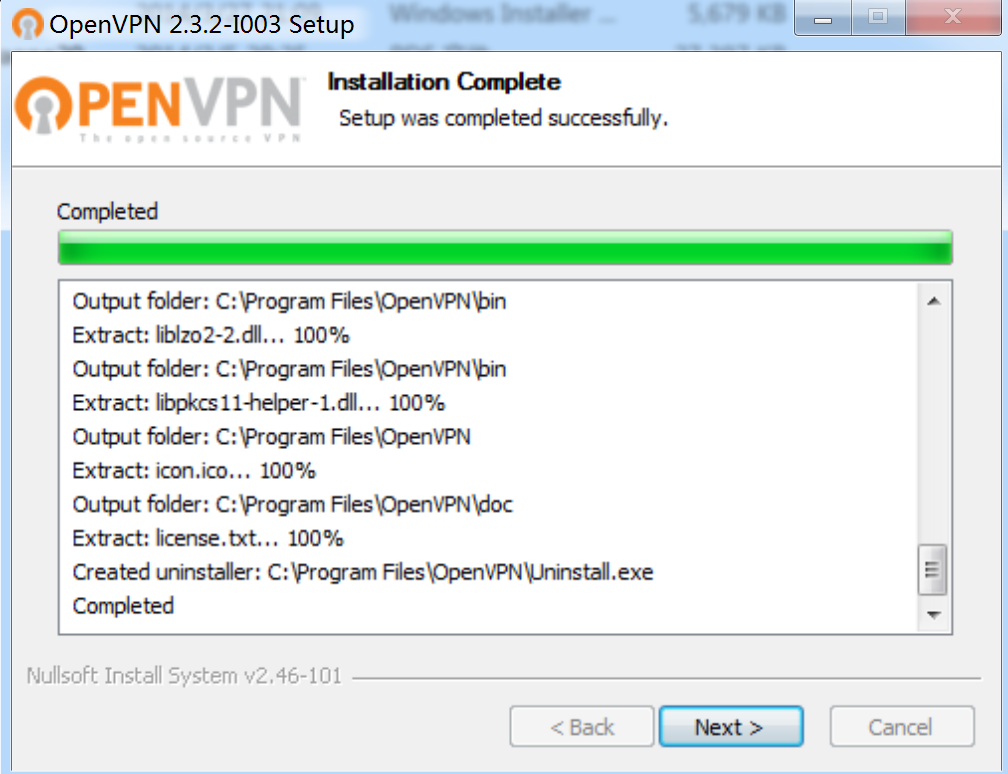 Windows Installer ... 5,679 KB
OpenVPN 2.3.2-I003 Setup
OPENVPN
The open source VPN
Installation Complete
Setup was completed successfully.
Completed
Output folder: C:\Program Files\OpenVPN\bin
Extract: liblzo2-2.dll... 100%
Output folder: C:\Program Files\OpenVPN\bin
Extract: libpkcs11-helper-1.dll... 100%
Output folder: C:\Program Files\OpenVPN
Extract: icon.ico... 100%
Output folder: C:\Program Files\OpenVPN\doc
Extract: license.txt... 100%
Created uninstaller: C:\Program Files\OpenVPN\Uninstall.exe
Completed
Nullsoft Install System v2.46-101
< Back
Next >
Cancel